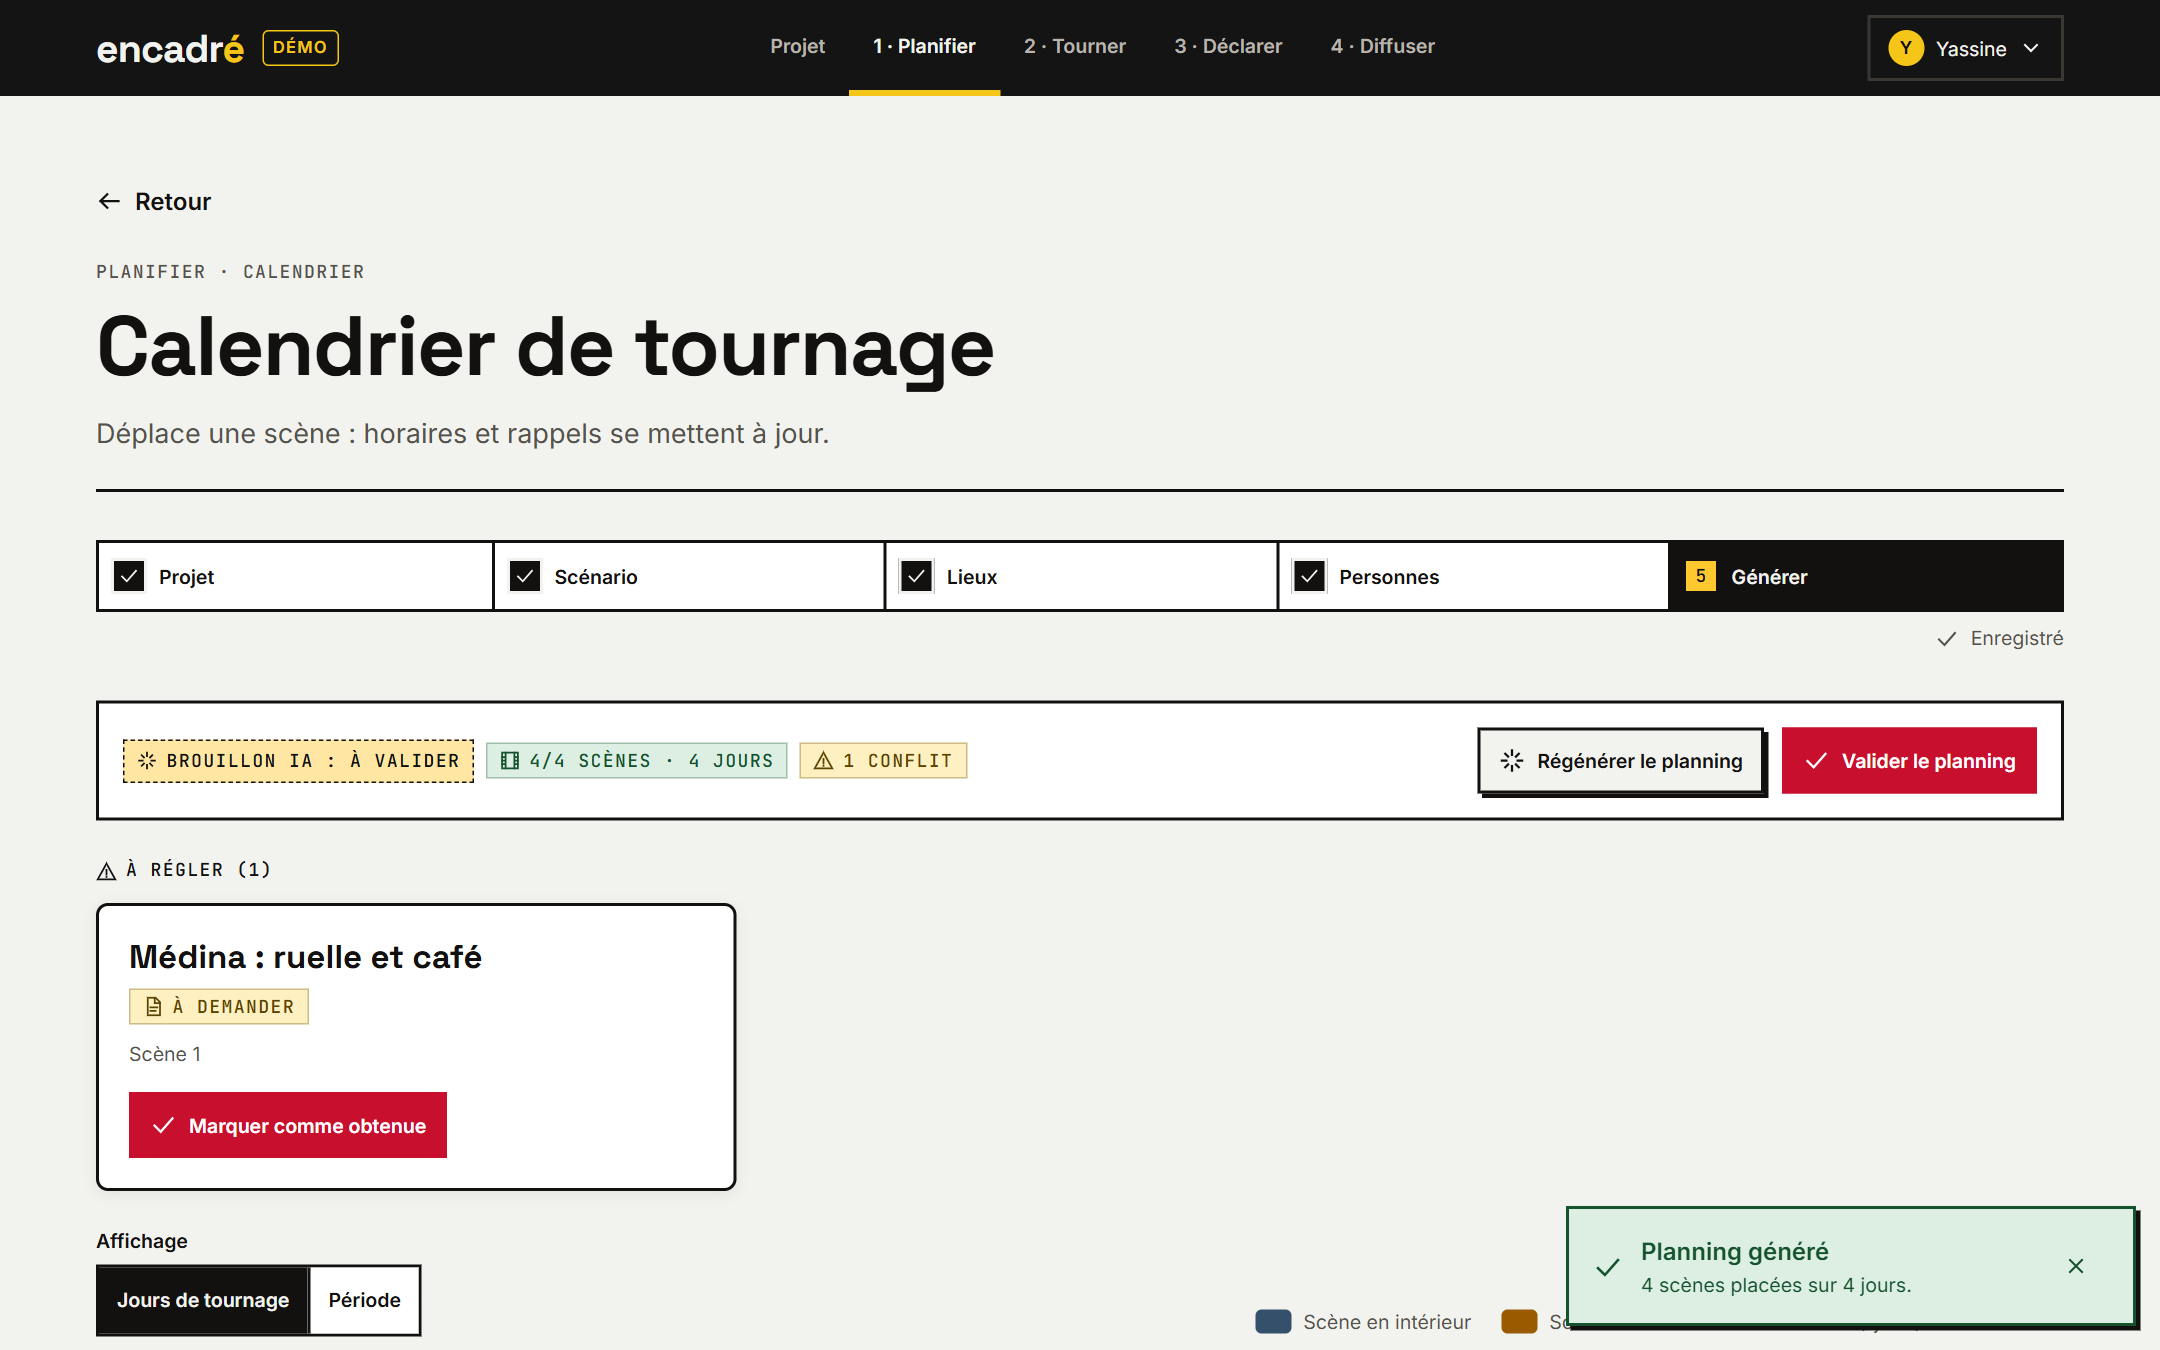 encadré DÉMO
Projet
1 · Planifier
2 · Tourner
3 · Déclarer
4 · Diffuser
Y Yassine
Retour
PLANIFIER · CALENDRIER
Calendrier de tournage
Déplace une scène : horaires et rappels se mettent à jour.
Projet
Scénario
Lieux
Personnes
5 Générer
Enregistré
BROUILLON IA : À VALIDER
4/4 SCÈNES · 4 JOURS
1 CONFLIT
Régénérer le planning
Valider le planning
À RÉGLER (1)
Médina : ruelle et café
À DEMANDER
Scène 1
Marquer comme obtenue
Affichage
Jours de tournage
Période
Scène en intérieur
Planning généré
4 scènes placées sur 4 jours.